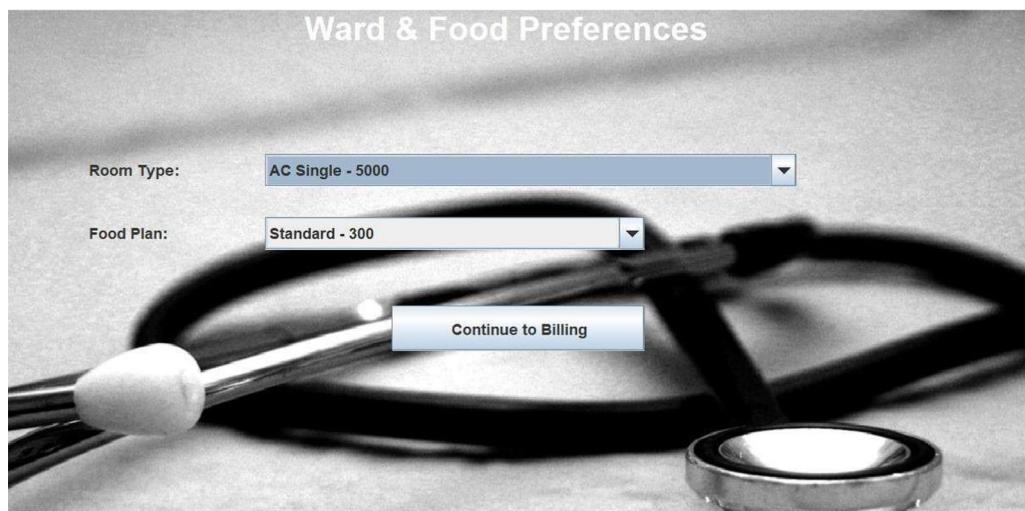 Ward & Food Preferences
Room Type:
AC Single - 5000
Food Plan:
Standard - 300
Continue to Billing